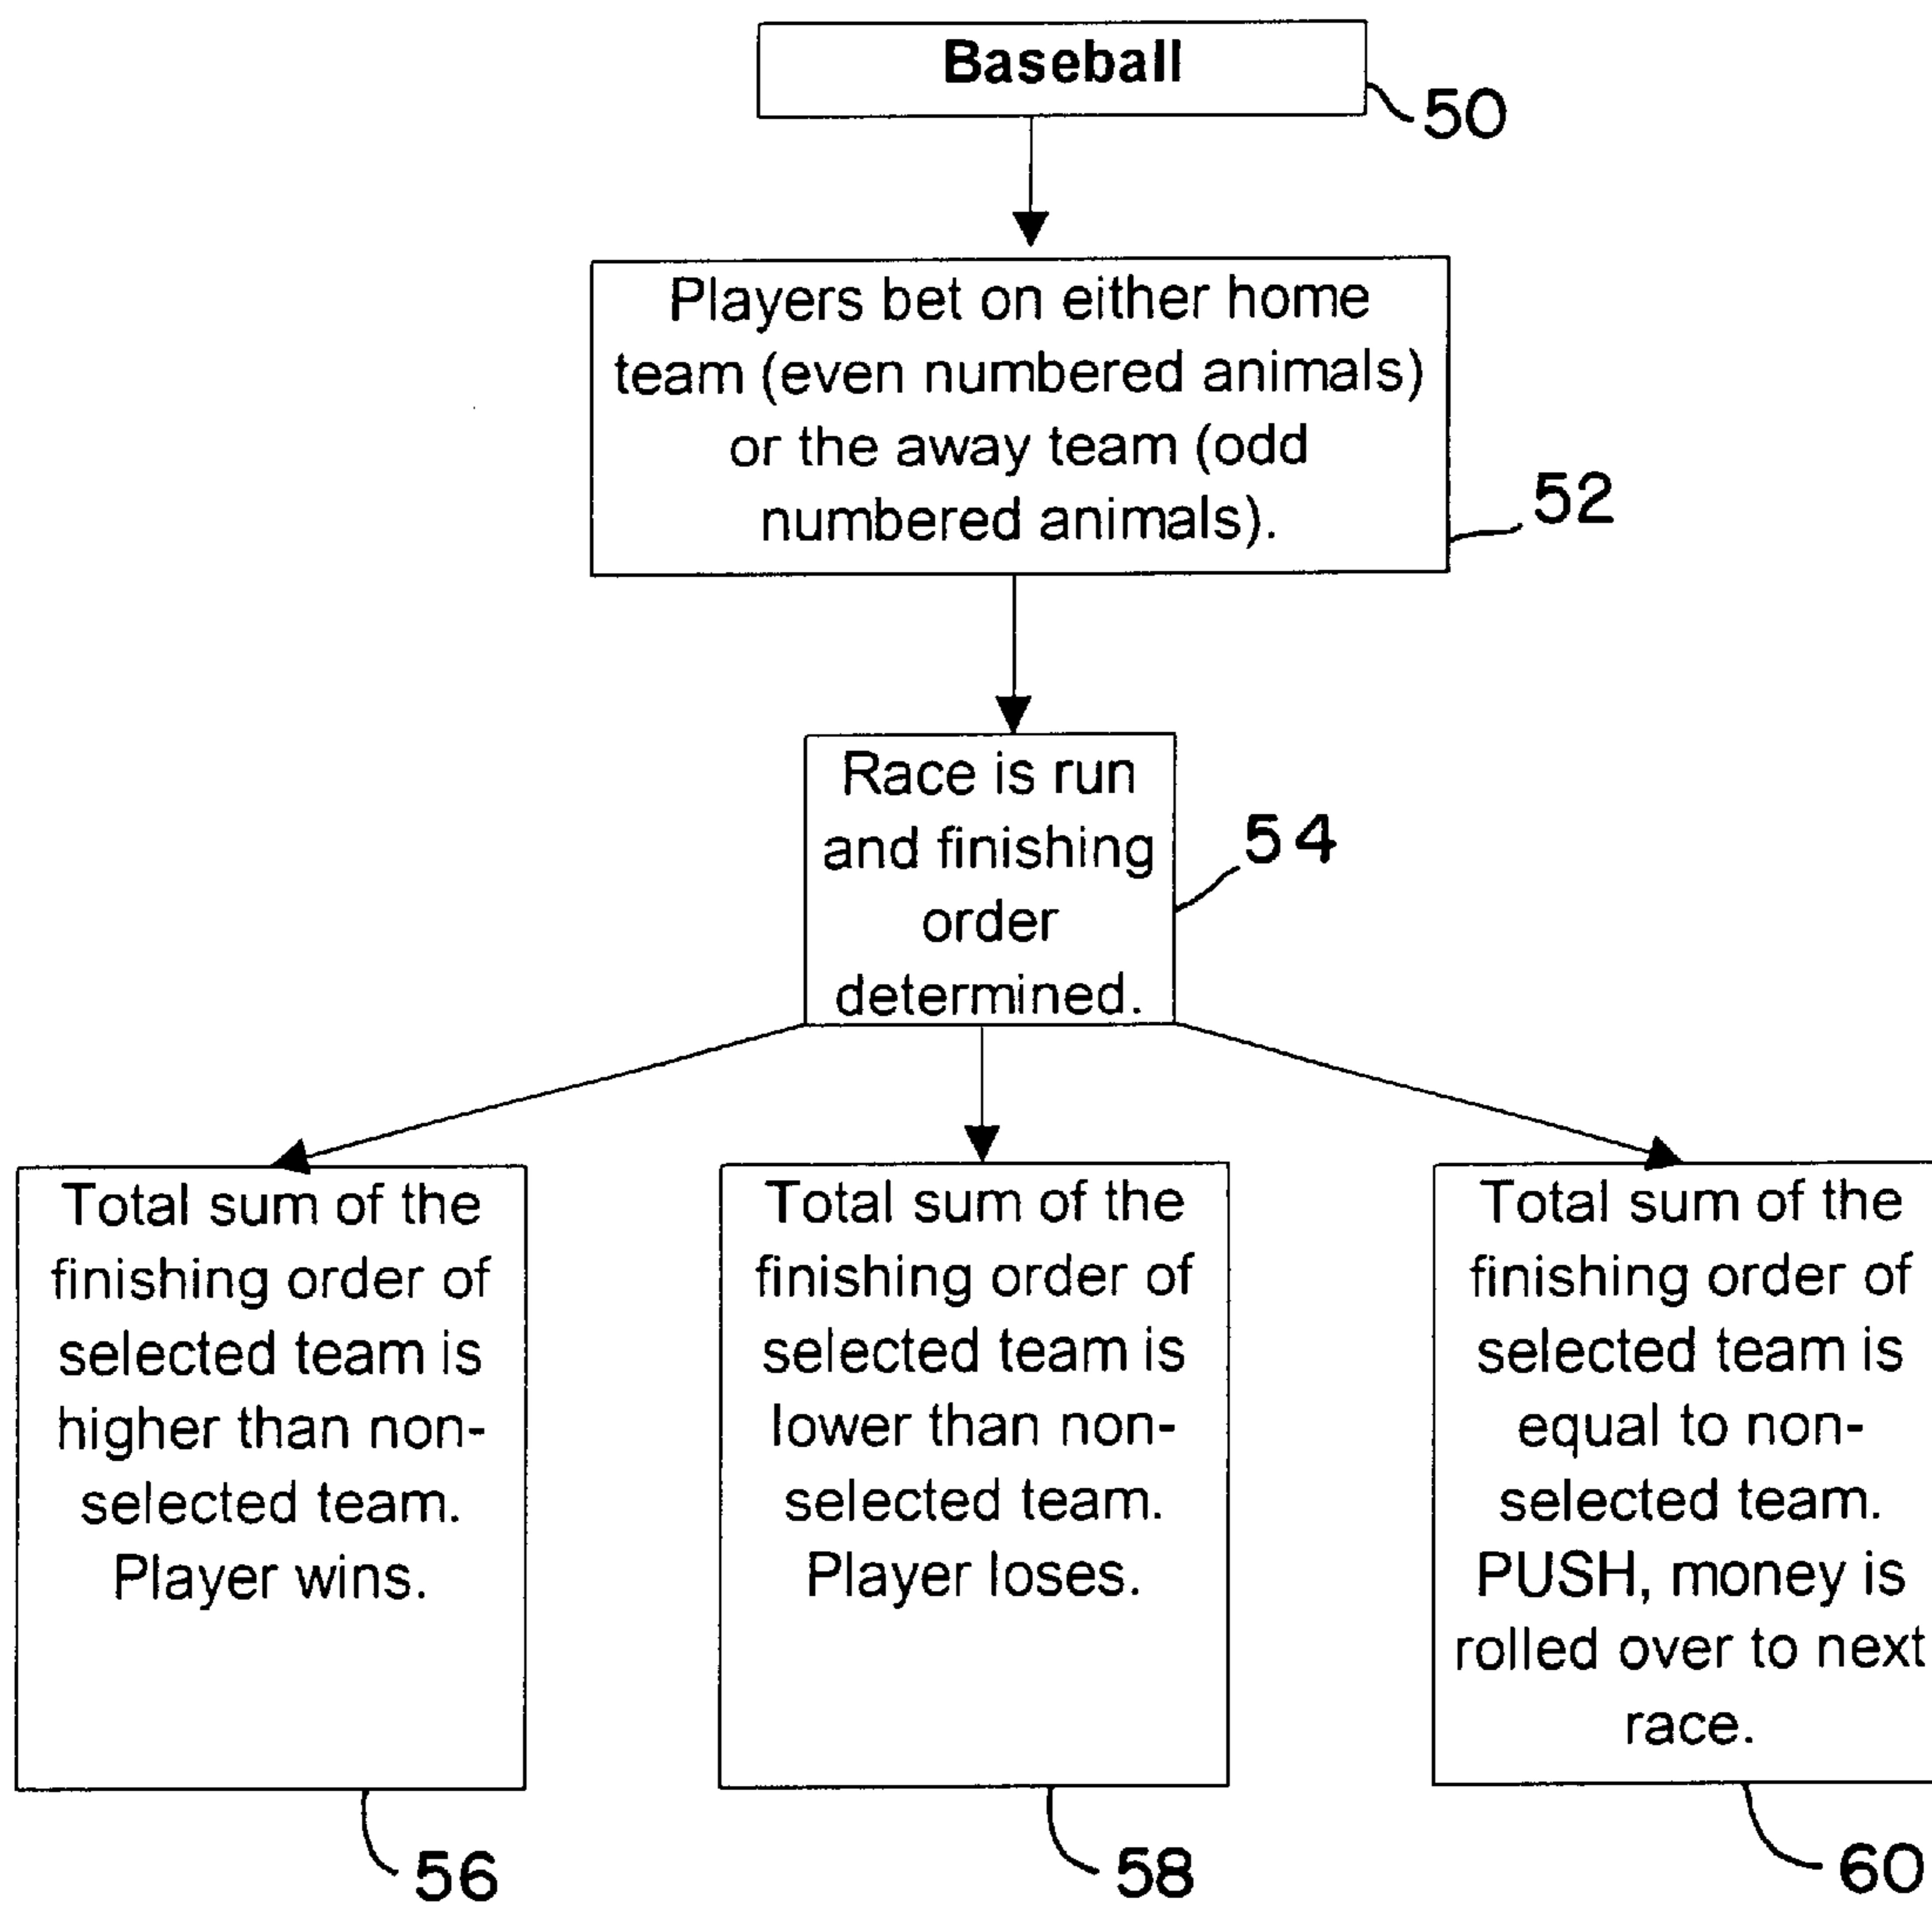 Baseball
50
Players bet on either home
team (even numbered animals)
or the away team (odd
numbered animals).
52
Race is run
and finishing
order
determined.
54
Total sum of the
finishing order of
selected team is
higher than non-
selected team.
Player wins.
56
Total sum of the
finishing order of
selected team is
lower than non-
selected team.
Player loses.
58
Total sum of the
finishing order of
selected team is
equal to non-
selected team.
PUSH, money is
rolled over to next
race.
60